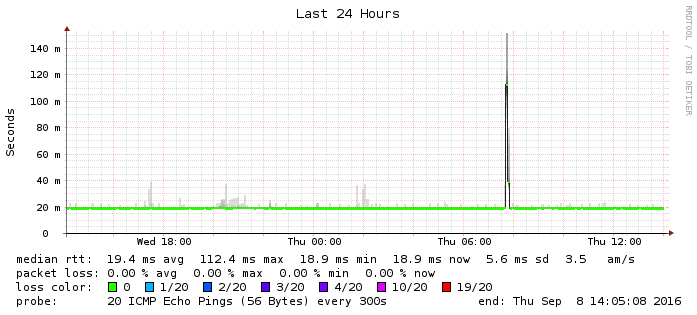 Last 24 Hours
RRDTOOL / TOBI OETIKER
Seconds
140 m
120 m
100 m
80 m
60 m
40 m
20 m
0
Wed 18:00 Thu 00:00 Thu 06:00 Thu 12:00
median rtt: 19.4 ms avg 112.4 ms max 18.9 ms min 18.9 ms now 5.6 ms sd 3.5 am/s
packet loss: 0.00 % avg 0.00 % max 0.00 % min 0.00 % now
loss color: 0 1/20 2/20 3/20 4/20 10/20 19/20
probe: 20 ICMP Echo Pings (56 Bytes) every 300s end: Thu Sep 8 14:05:08 2016